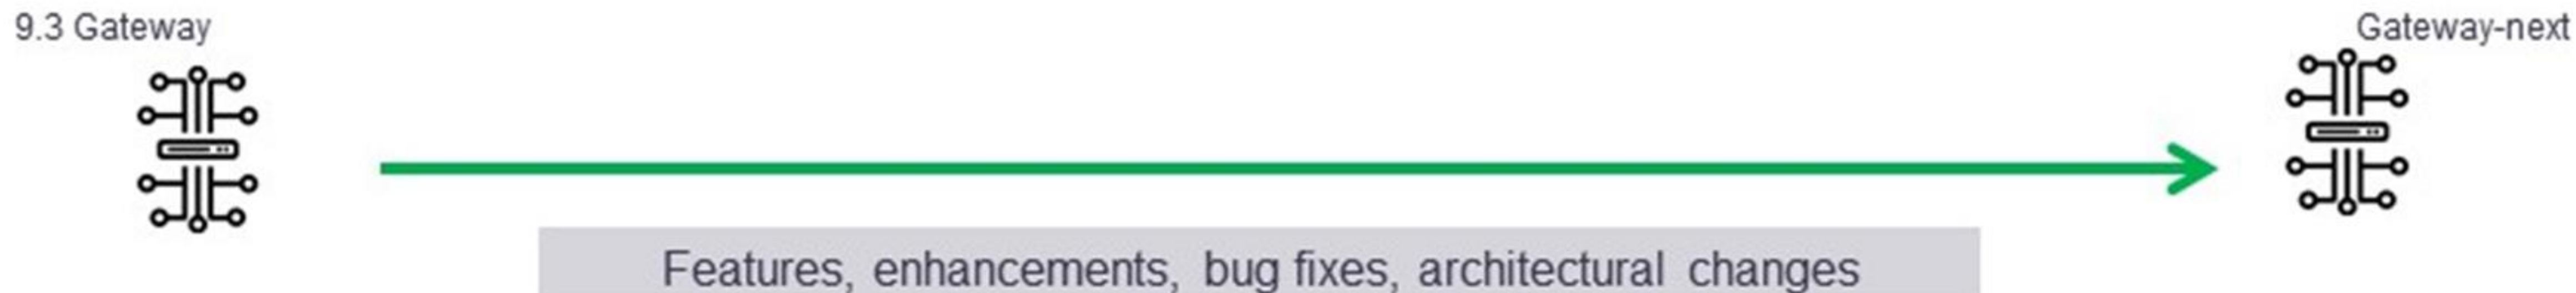 9.3 Gateway
Gateway-next
Features, enhancements, bug fixes, architectural changes